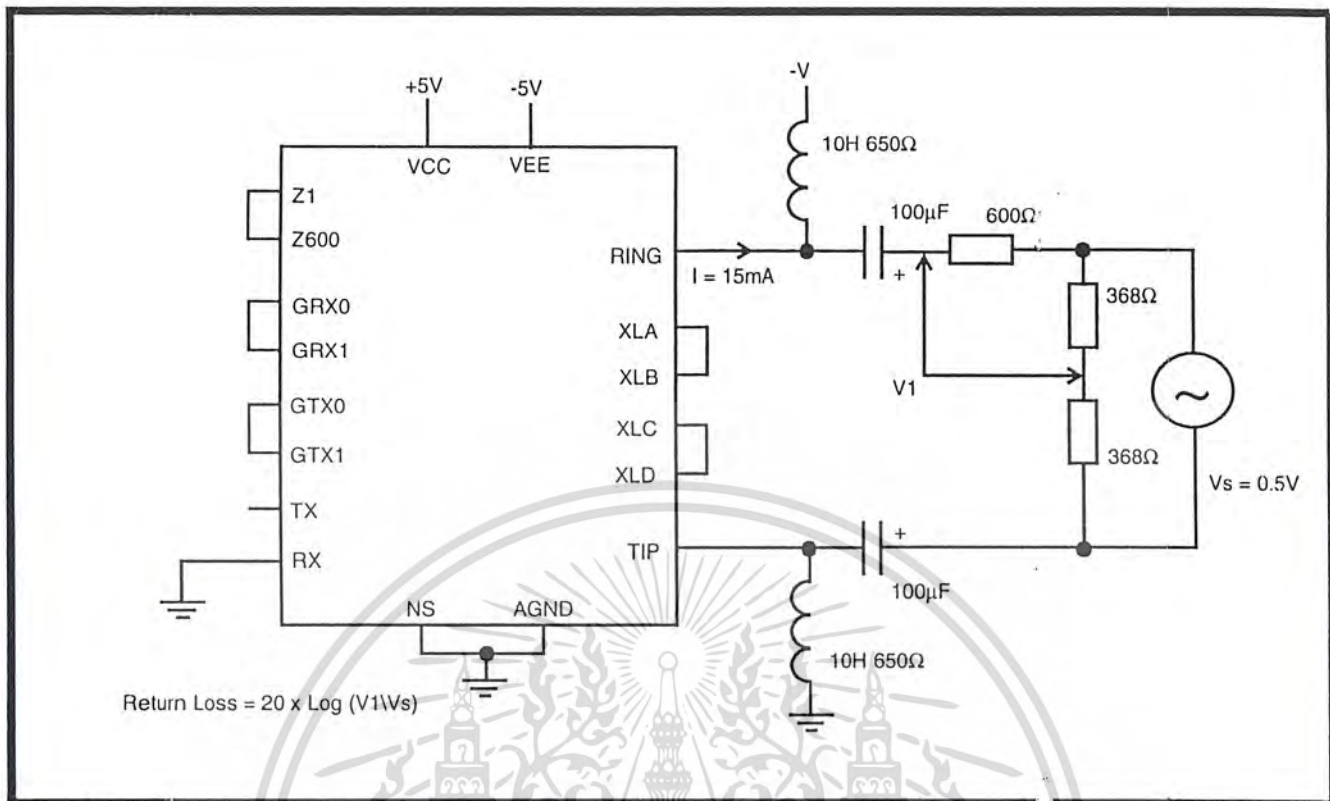 +5V
-5V
-V
10H 650Ω
VCC
VEE
Z1
Z600
100μF
600Ω
RING
I = 15mA
+
368Ω
GRX0
GRX1
XLA
XLB
V1
GTX0
GTX1
XLC
XLD
368Ω
Vs = 0.5V
TX
RX
TIP
+
100μF
NS
AGND
10H 650Ω
Return Loss = 20 x Log (V1\Vs)